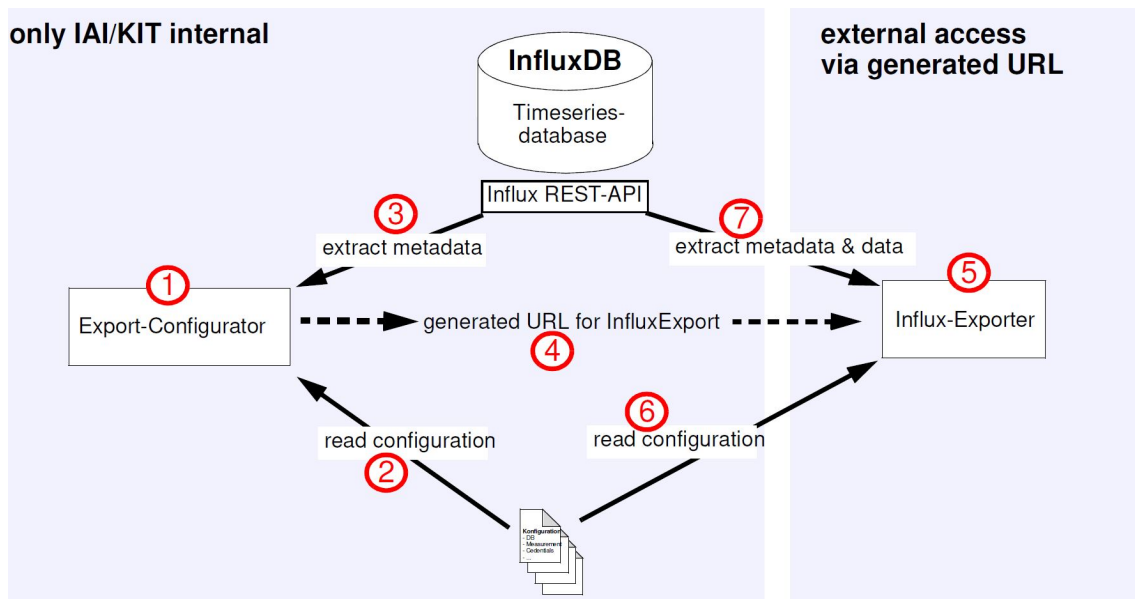 only IAI/KIT internal
external access
via generated URL
InfluxDB
Timeseries-
database
Influx REST-API
3
extract metadata
7
extract metadata & data
1
Export-Configurator
generated URL for InfluxExport
4
5
Influx-Exporter
read configuration
2
6
read configuration
Konfiguration
- DB
- Measurement
- Credentials
- ...